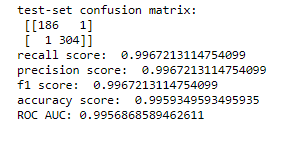 test-set confusion matrix:
[[186   1]
[  1 304]]
recall score:  0.9967213114754099
precision score:  0.9967213114754099
f1 score:  0.9967213114754099
accuracy score:  0.9959349593495935
ROC AUC: 0.9956868589462611